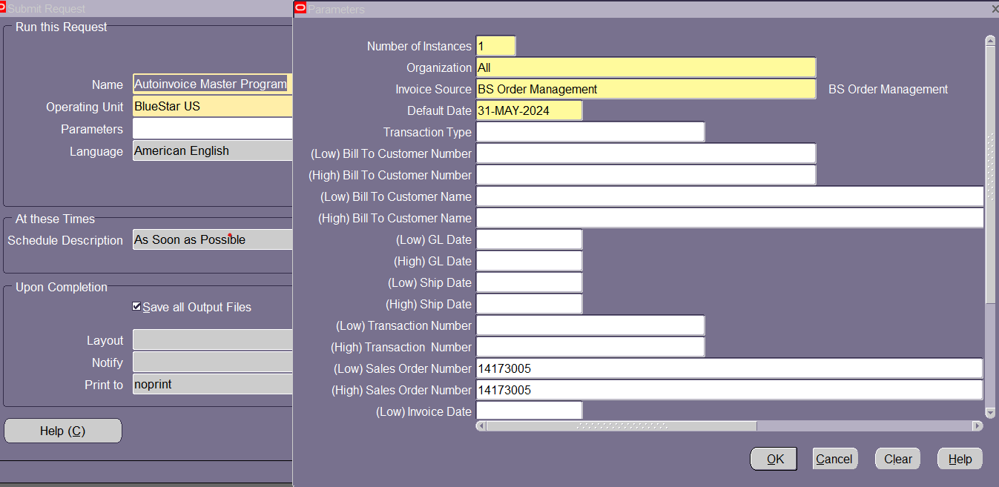 Submit Request
Run this Request
Name Autoinvoice Master Program
Operating Unit BlueStar US
Parameters
Language American English
At these Times
Schedule Description As Soon as Possible
Upon Completion
Save all Output Files
Layout
Notify
Print to noprint
Help (C)
Parameters
Number of Instances 1
Organization All
Invoice Source BS Order Management BS Order Management
Default Date 31-MAY-2024
Transaction Type
(Low) Bill To Customer Number
(High) Bill To Customer Number
(Low) Bill To Customer Name
(High) Bill To Customer Name
(Low) GL Date
(High) GL Date
(Low) Ship Date
(High) Ship Date
(Low) Transaction Number
(High) Transaction Number
(Low) Sales Order Number 14173005
(High) Sales Order Number 14173005
(Low) Invoice Date
OK Cancel Clear Help